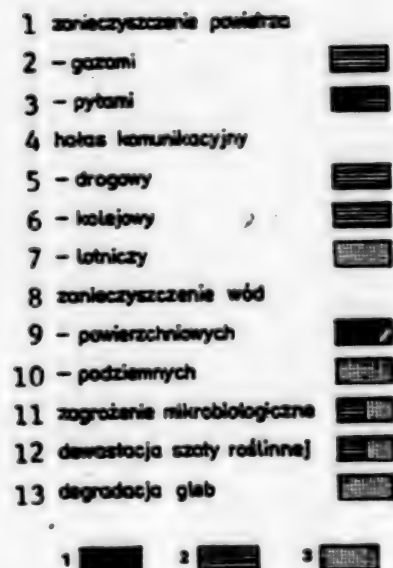 1 zanieczyszczenie powietrza
2 – gazami
3 – pyłami
4 hałas komunikacyjny
5 – drogowy
6 – kolejowy
7 – lotniczy
8 zanieczyszczenie wód
9 – powierzchniowych
10 – podziemnych
11 zagrożenie mikrobiologiczne
12 dewastacja szaty roślinnej
13 degradacja gleb
1 2 3